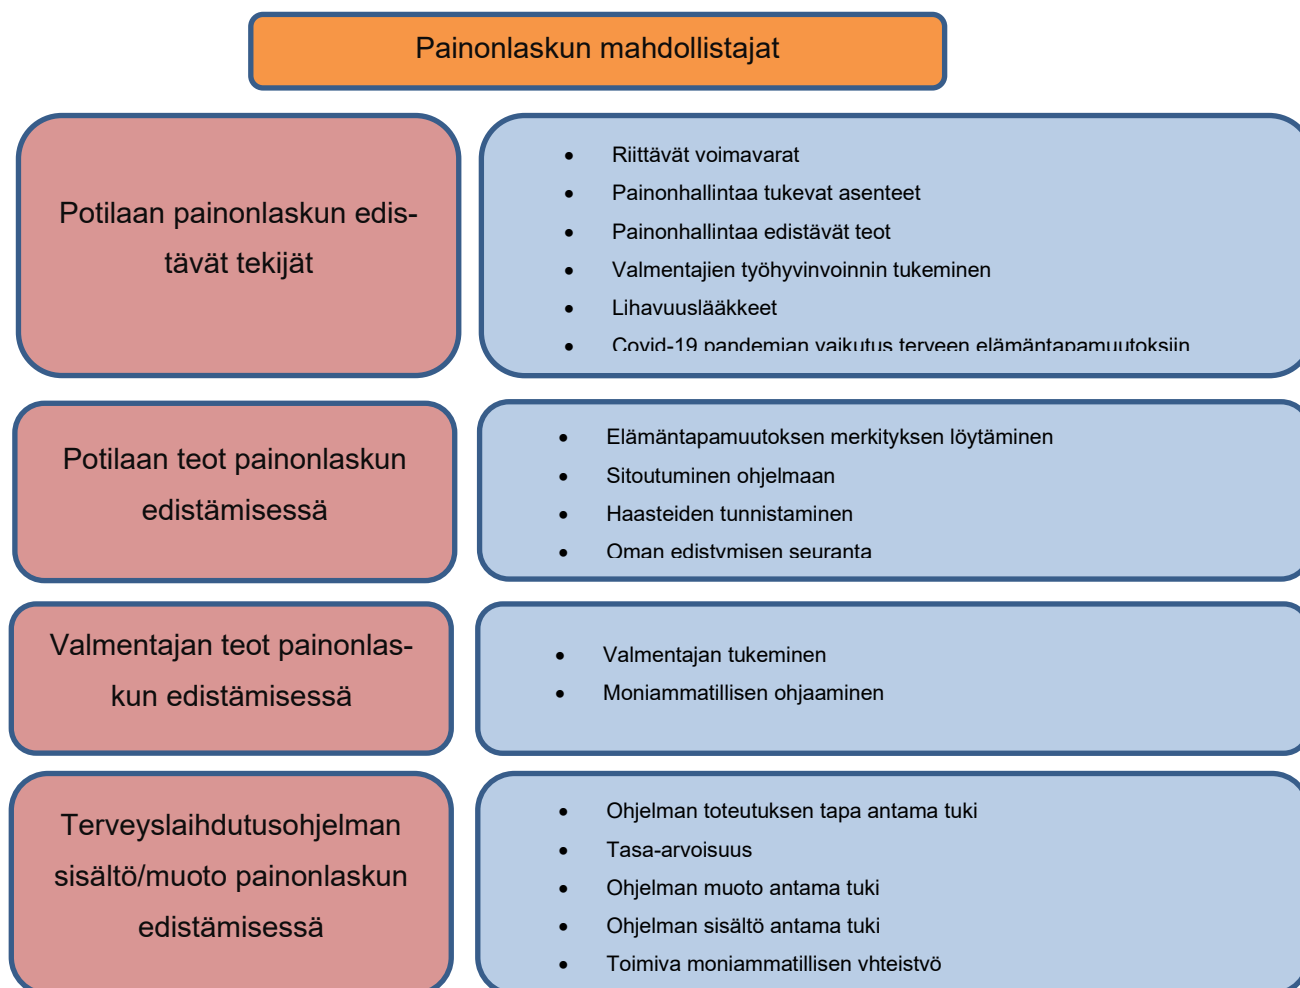 Painonlaskun mahdollistajat
Potilaan painonlaskun edis-
tävät tekijät
• Riittävät voimavarat
• Painonhallintaa tukevat asenteet
• Painonhallintaa edistävät teot
• Valmentajien työhyvinvoinnin tukeminen
• Lihavuuslääkkeet
• Covid-19 pandemian vaikutus terveen elämäntapamuutoksiin
Potilaan teot painonlaskun
edistämisessä
• Elämäntapamuutoksen merkityksen löytäminen
• Sitoutuminen ohjelmaan
• Haasteiden tunnistaminen
• Oman edistymisen seuranta
Valmentajan teot painonlas-
kun edistämisessä
• Valmentajan tukeminen
• Moniammatillisen ohjaaminen
Terveyslaihdutusohjelman
sisältö/muoto painonlaskun
edistämisessä
• Ohjelman toteutuksen tapa antama tuki
• Tasa-arvoisuus
• Ohjelman muoto antama tuki
• Ohjelman sisältö antama tuki
• Toimiva moniammatillisen yhteistyö